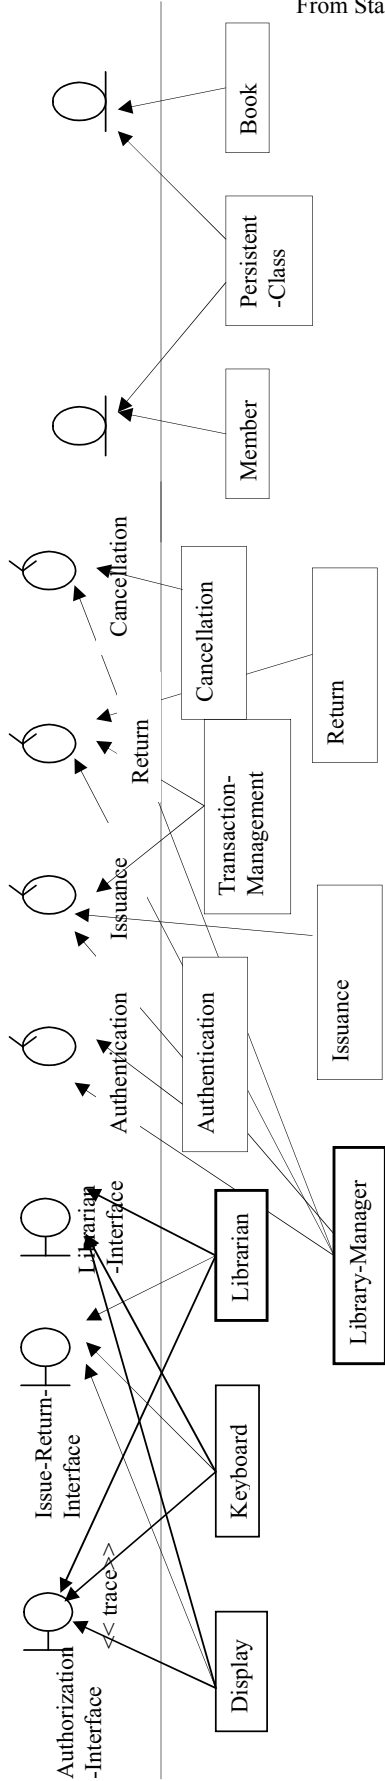 From Sta
Authorization
-Interface
Issue-Return-
Interface
Librarian
-Interface
Authentication
Issuance
Return
Cancellation
<< trace>>
Display
Keyboard
Librarian
Authentication
Transaction-
Management
Cancellation
Member
Persistent
-Class
Book
Library-Manager
Issuance
Return